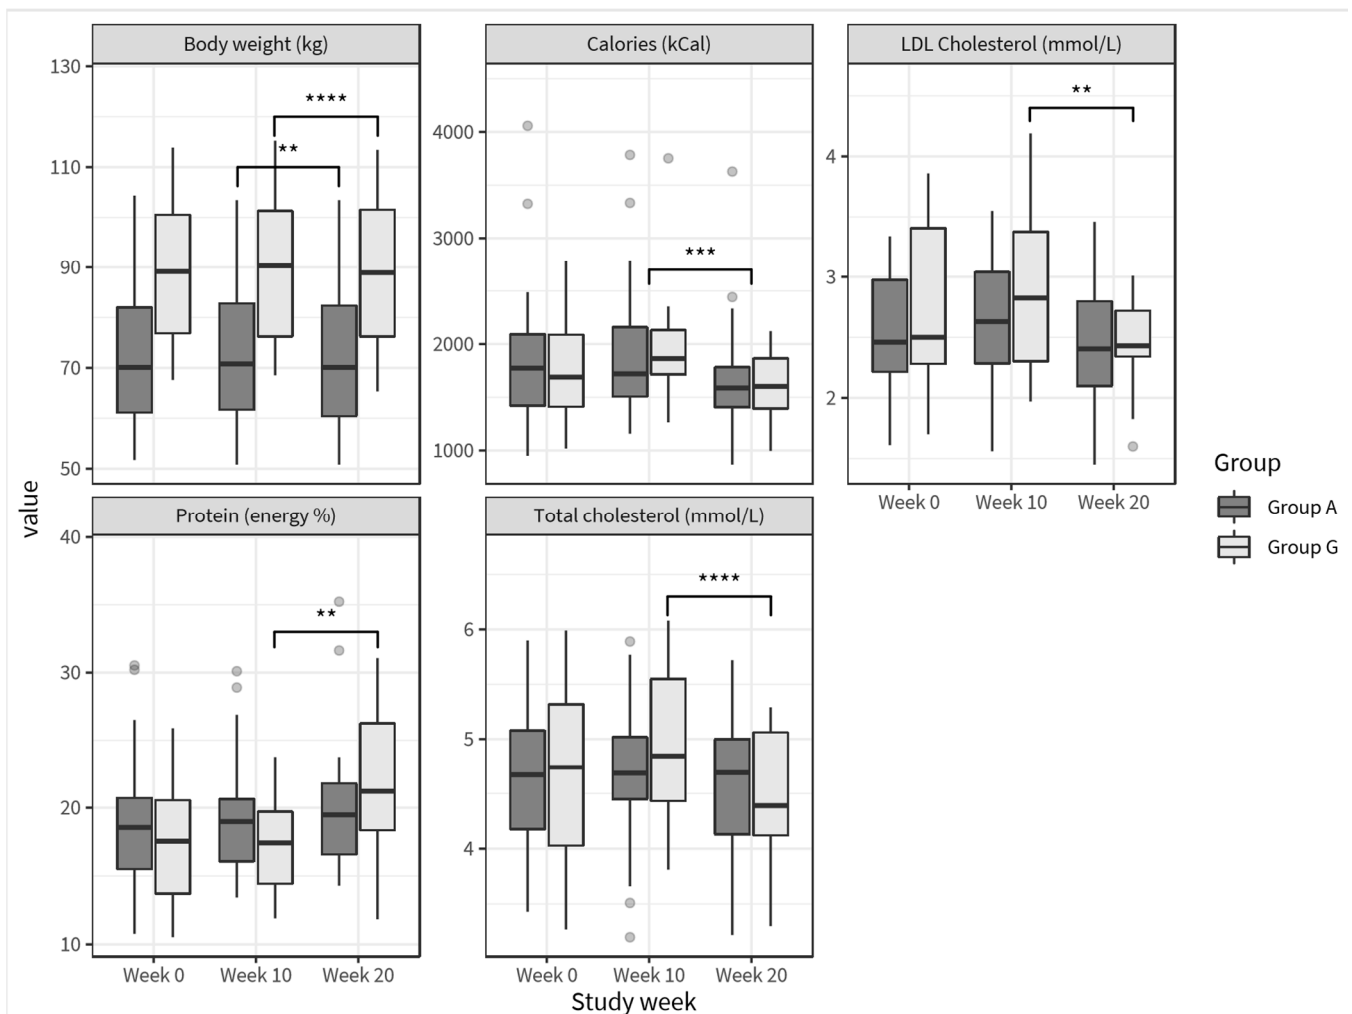 Body weight (kg)
Calories (kCal)
LDL Cholesterol (mmol/L)
130
110
90
70
50
****
**
4000
3000
2000
1000
***
4
3
2
**
Week 0 Week 10 Week 20
value
Protein (energy %)
Total cholesterol (mmol/L)
40
30
20
10
**
Week 0 Week 10 Week 20
6
5
4
****
Week 0 Week 10 Week 20
Study week
Group
Group A
Group G